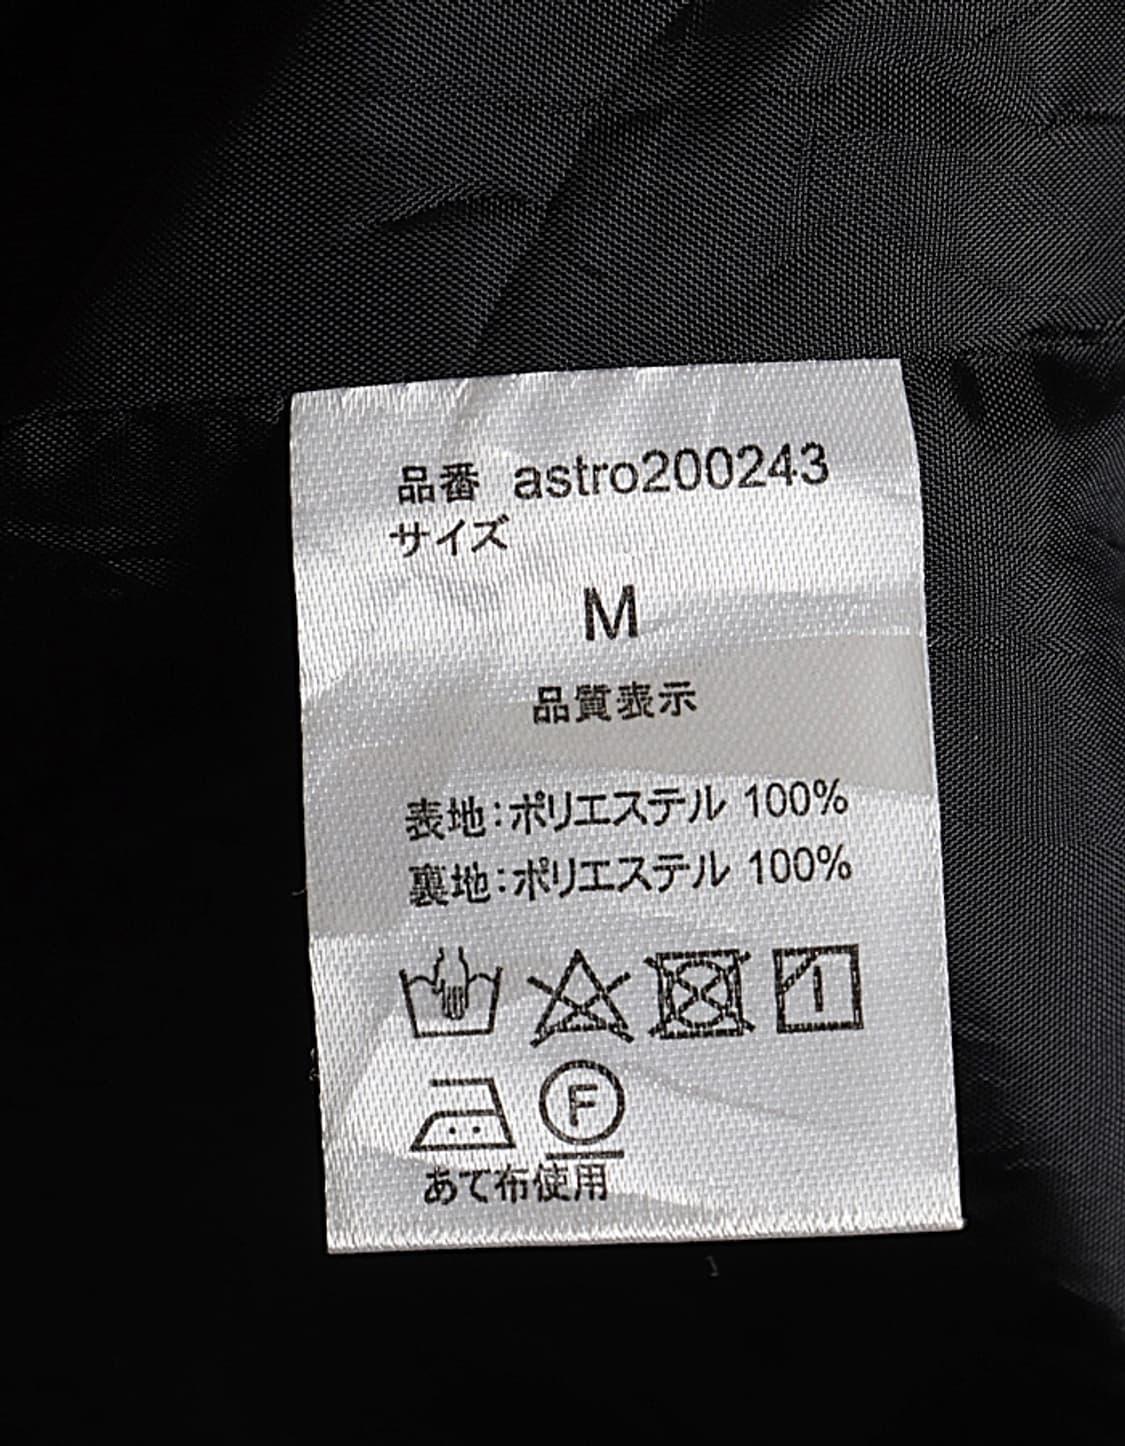 品番 astro200243
サイズ
M
品質表示
表地:ポリエステル 100%
裏地:ポリエステル 100%
F
あて布使用